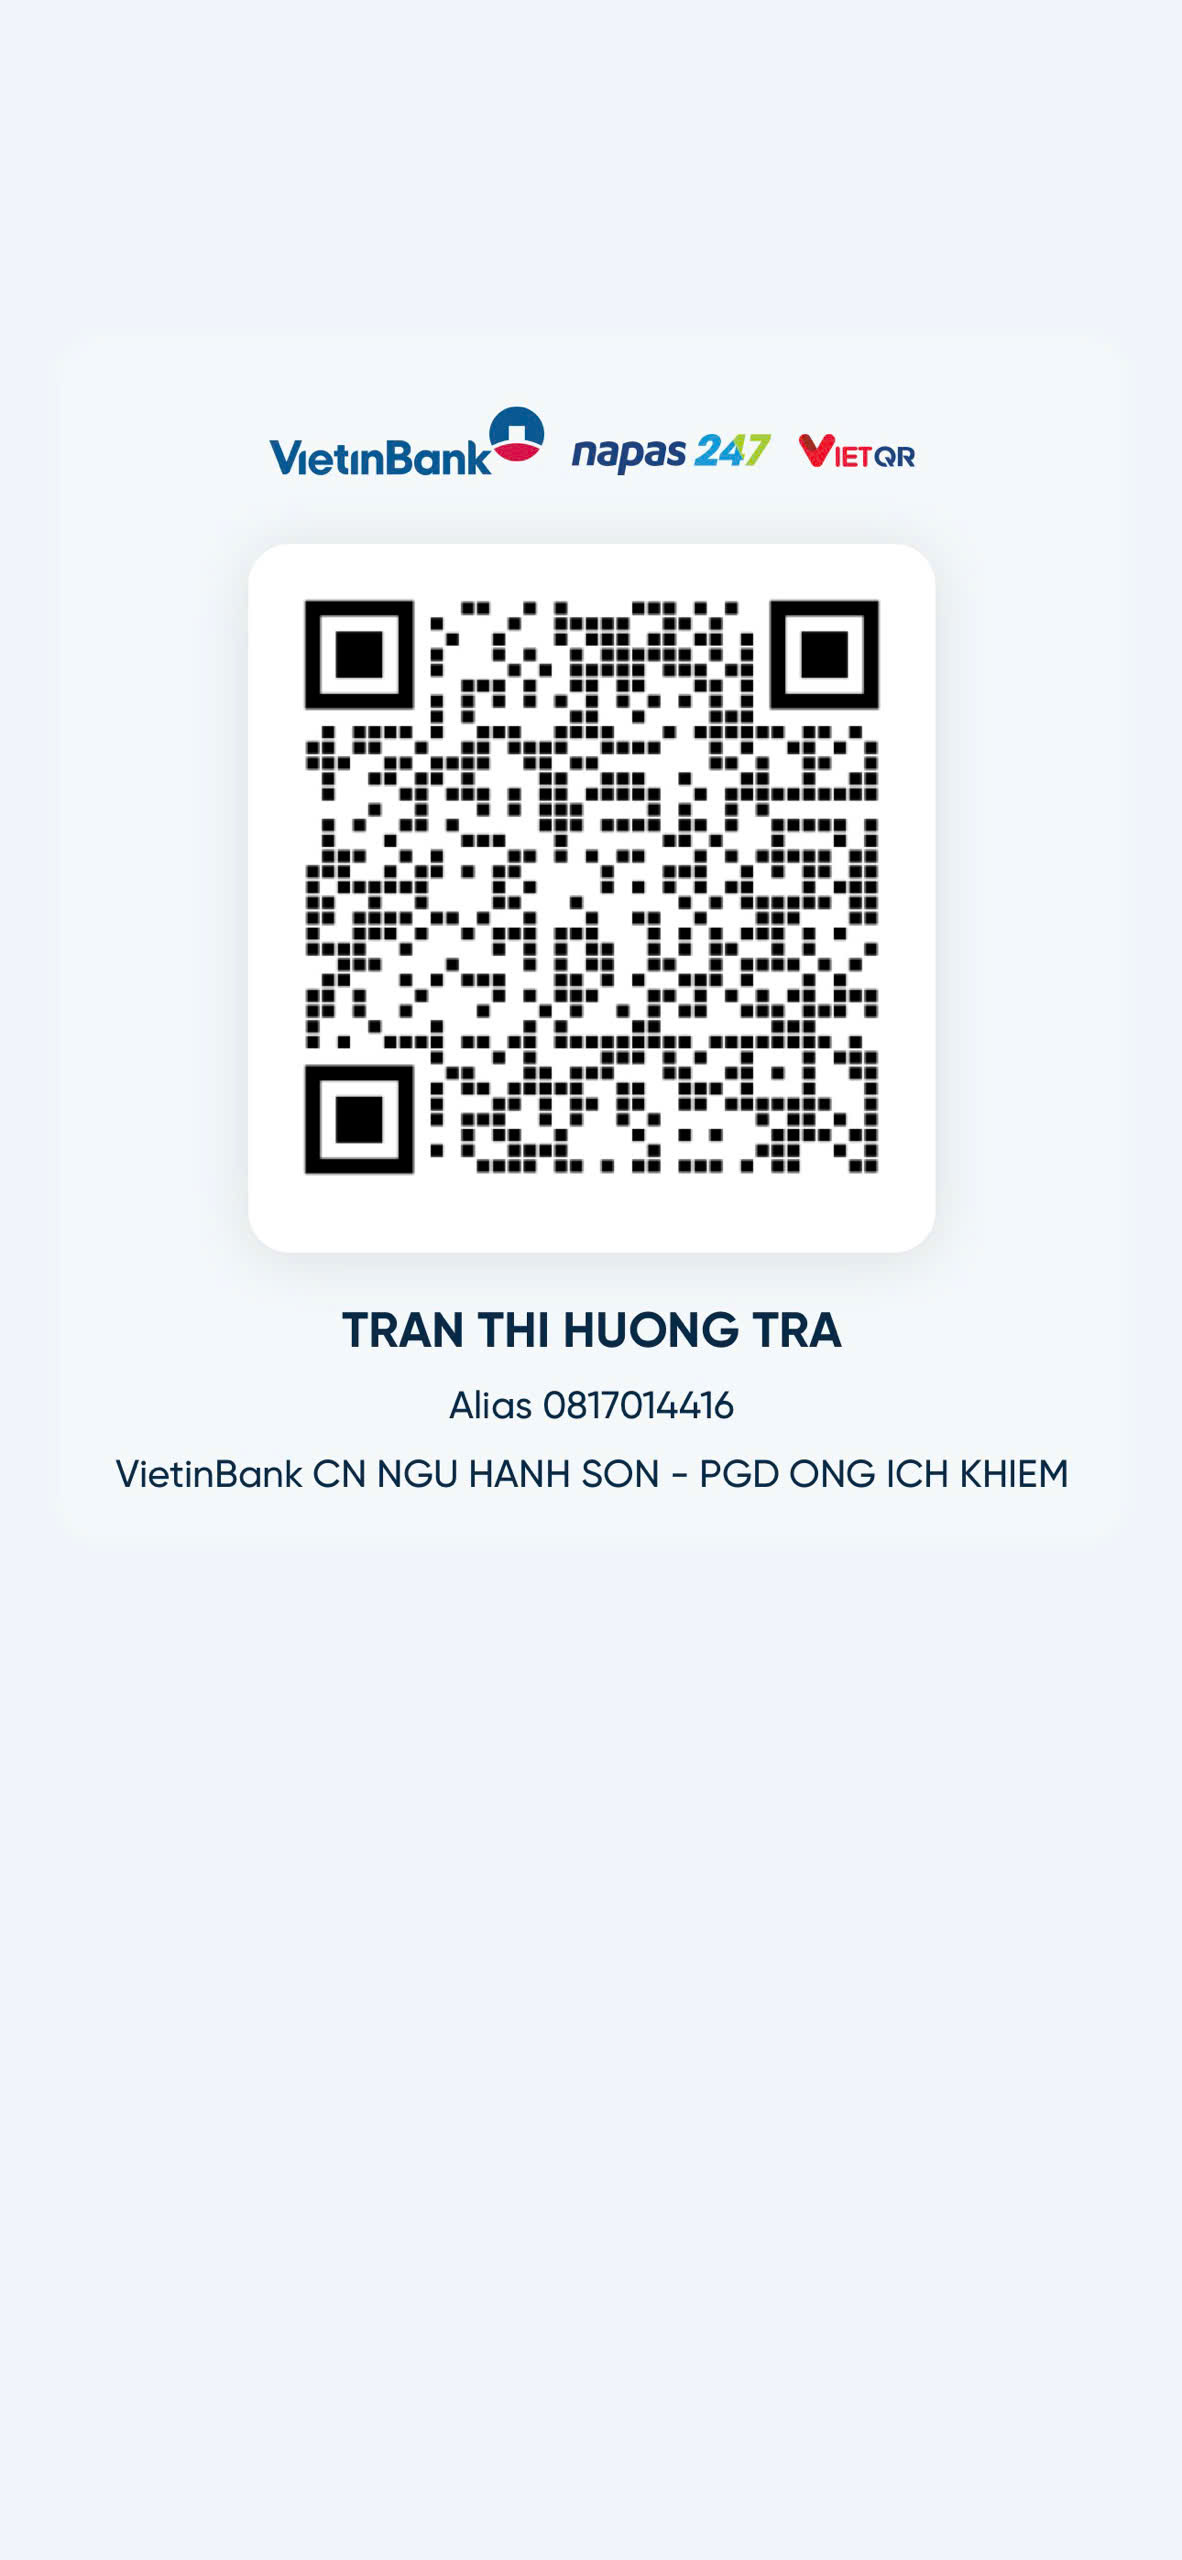 VietinBank napas 247 VIETQR
TRAN THI HUONG TRA
Alias 0817014416
VietinBank CN NGU HANH SON - PGD ONG ICH KHIEM